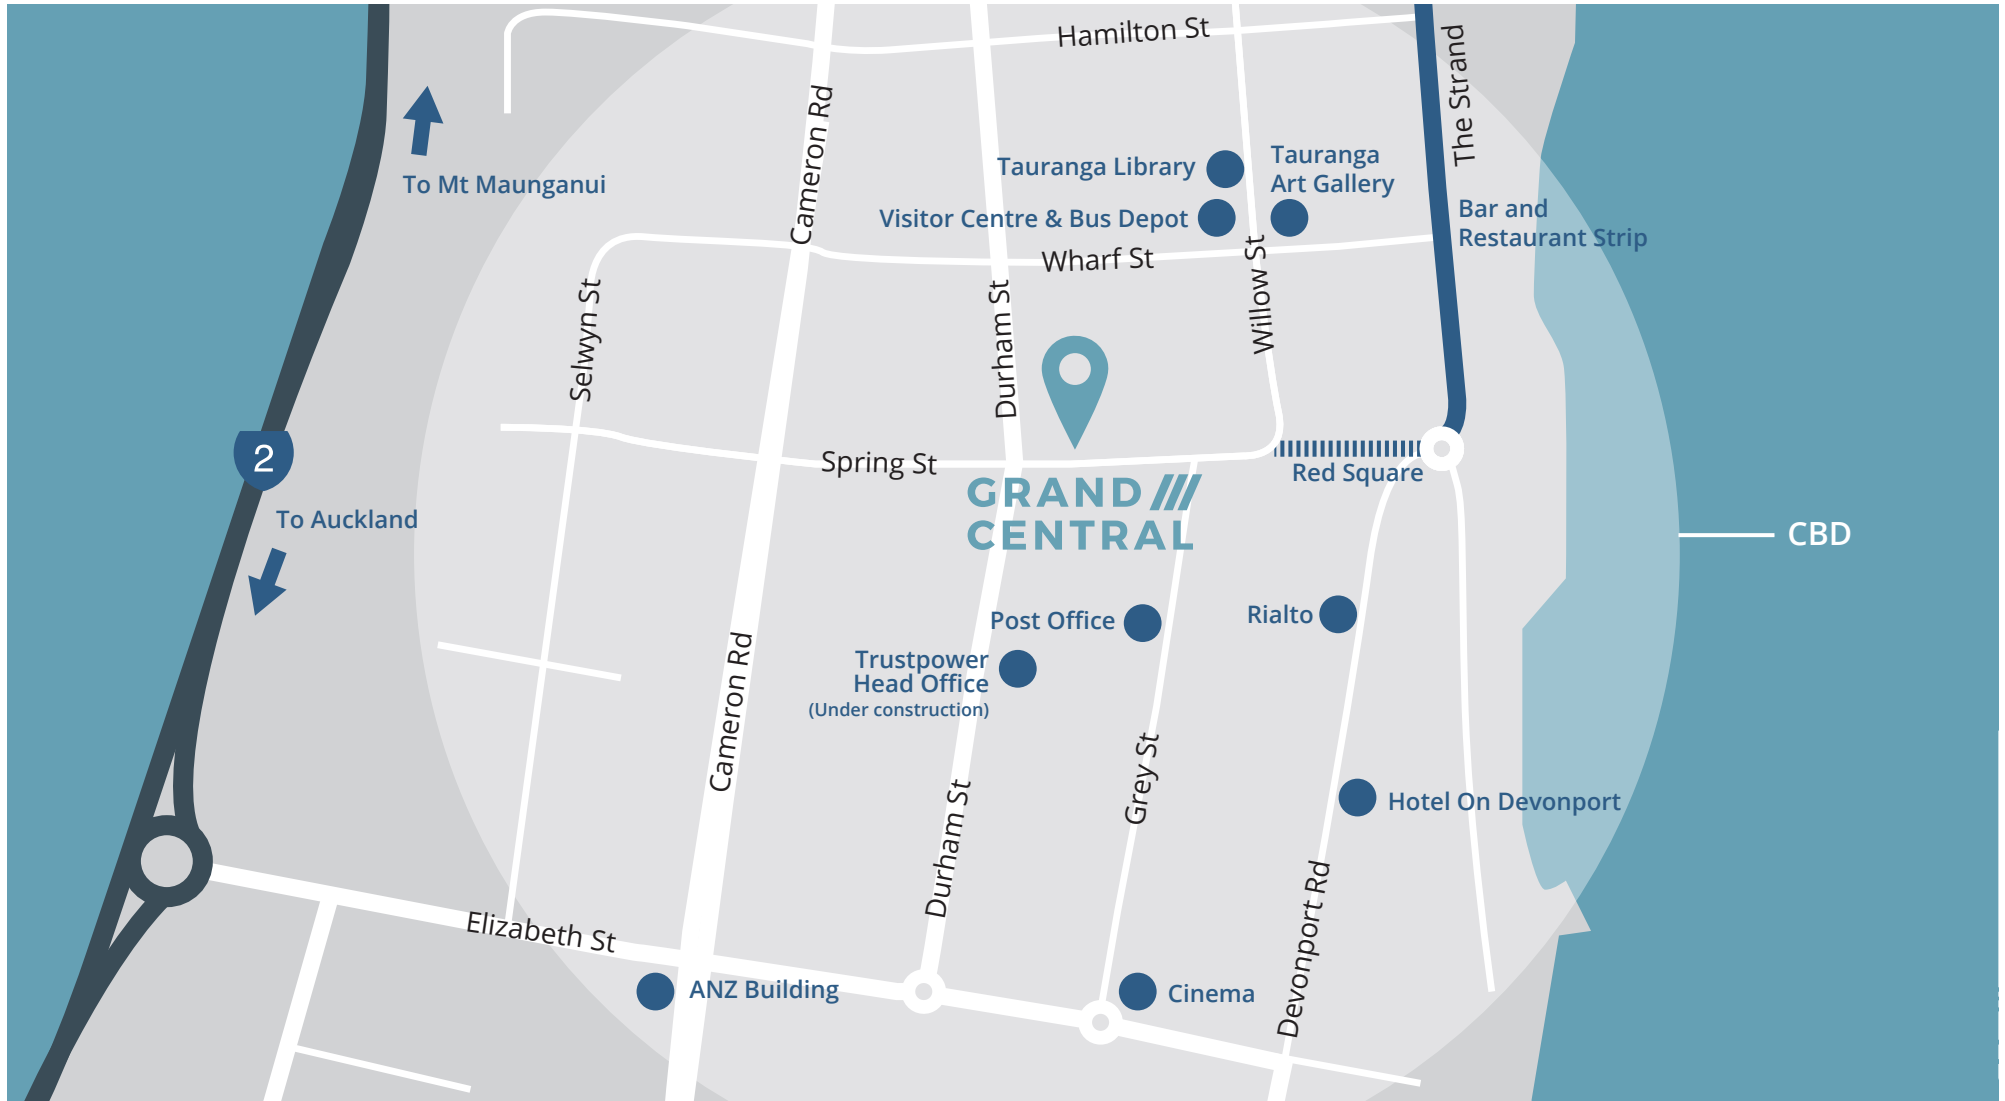 Hamilton St
The Strand
Cameron Rd
To Mt Maunganui
Tauranga Library
Tauranga
Art Gallery
Visitor Centre & Bus Depot
Bar and
Restaurant Strip
Wharf St
Willow St
Selwyn St
Durham St
2
Spring St
Red Square
GRAND
CENTRAL
To Auckland
CBD
Post Office
Rialto
Trustpower
Head Office
(Under construction)
Cameron Rd
Grey St
Hotel On Devonport
Durham St
Devonport Rd
Elizabeth St
ANZ Building
Cinema